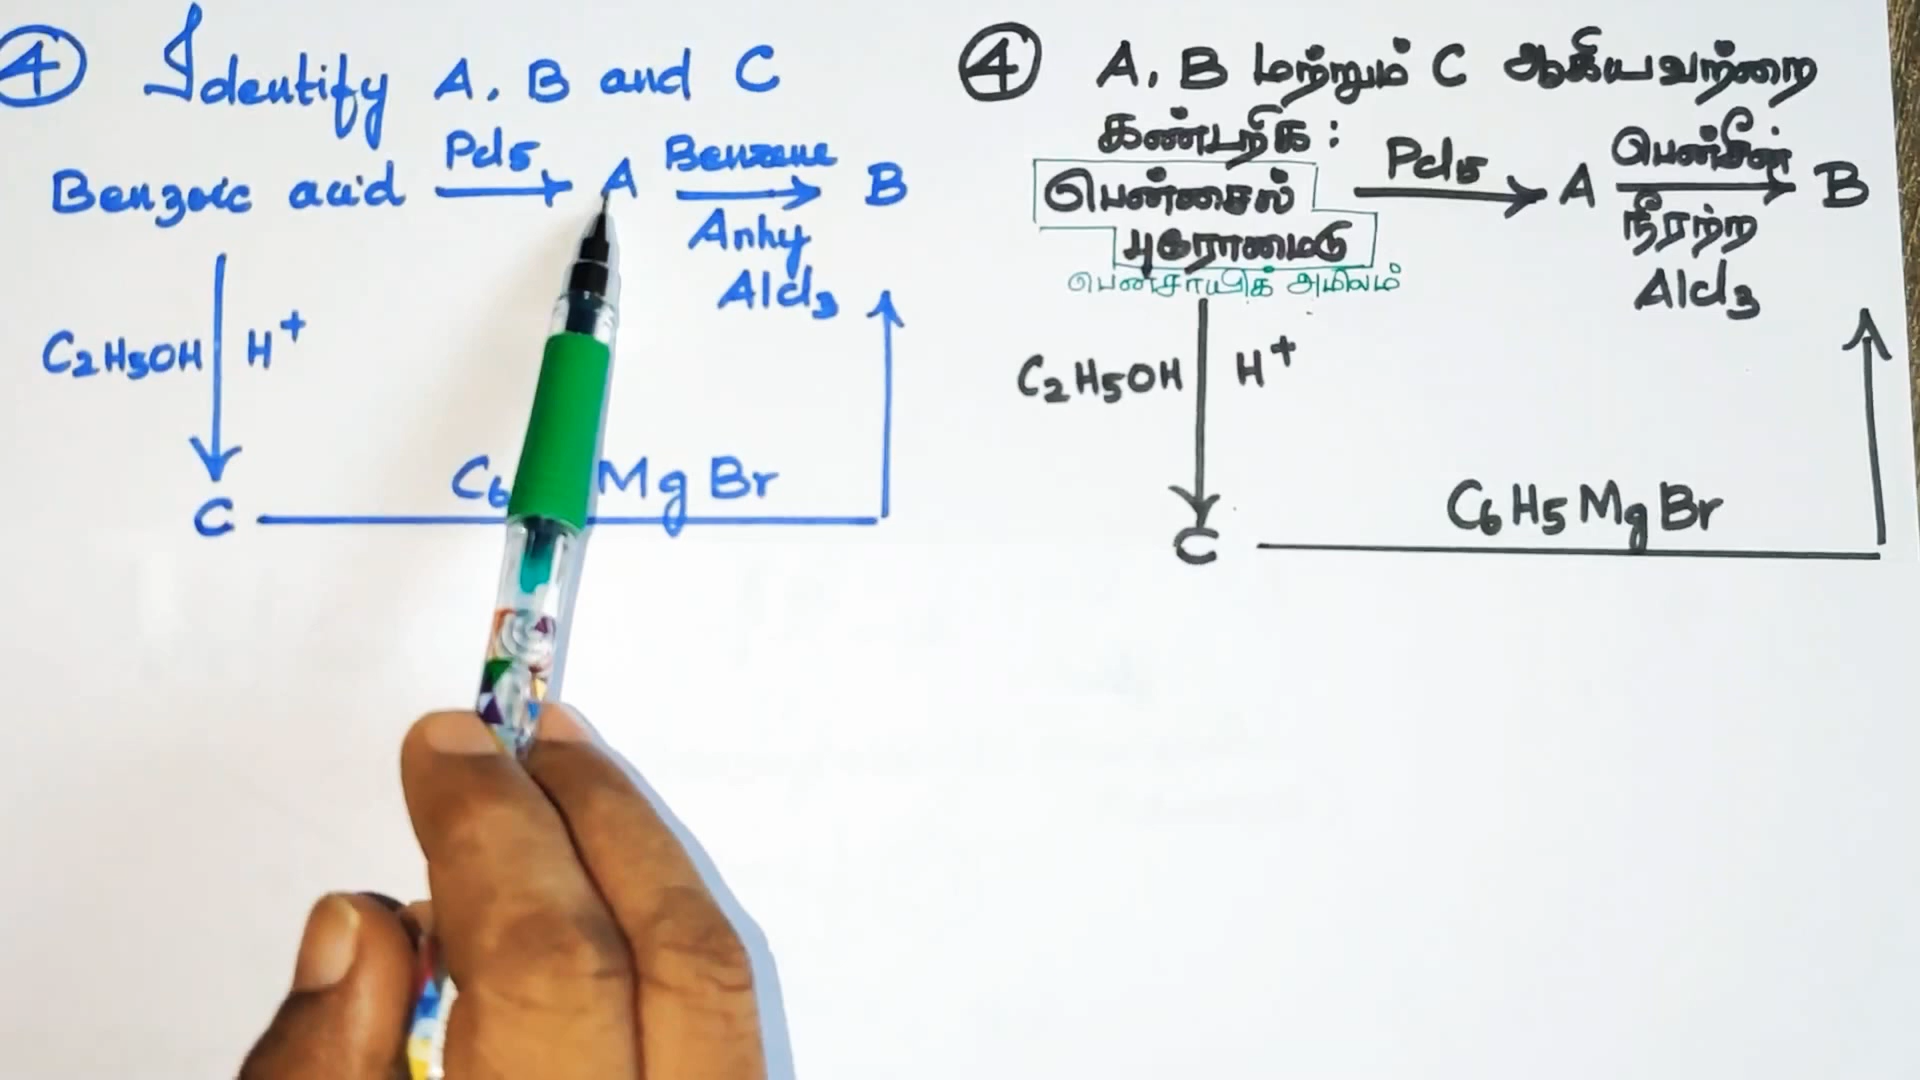 4 Identify A, B and C
Benzoic acid PCl5 A Benzene B
Anhy
AlCl3
C2H5OH H+
C6 MgBr
C
4 A, B மற்றும் C ஆகியவற்றை
கண்டறிக :
பென்சைல் PCl5 A பென்சீன் B
புரோமைடு நீரற்ற
பென்சாயிக் அமிலம் AlCl3
C2H5OH H+
C6H5MgBr
C